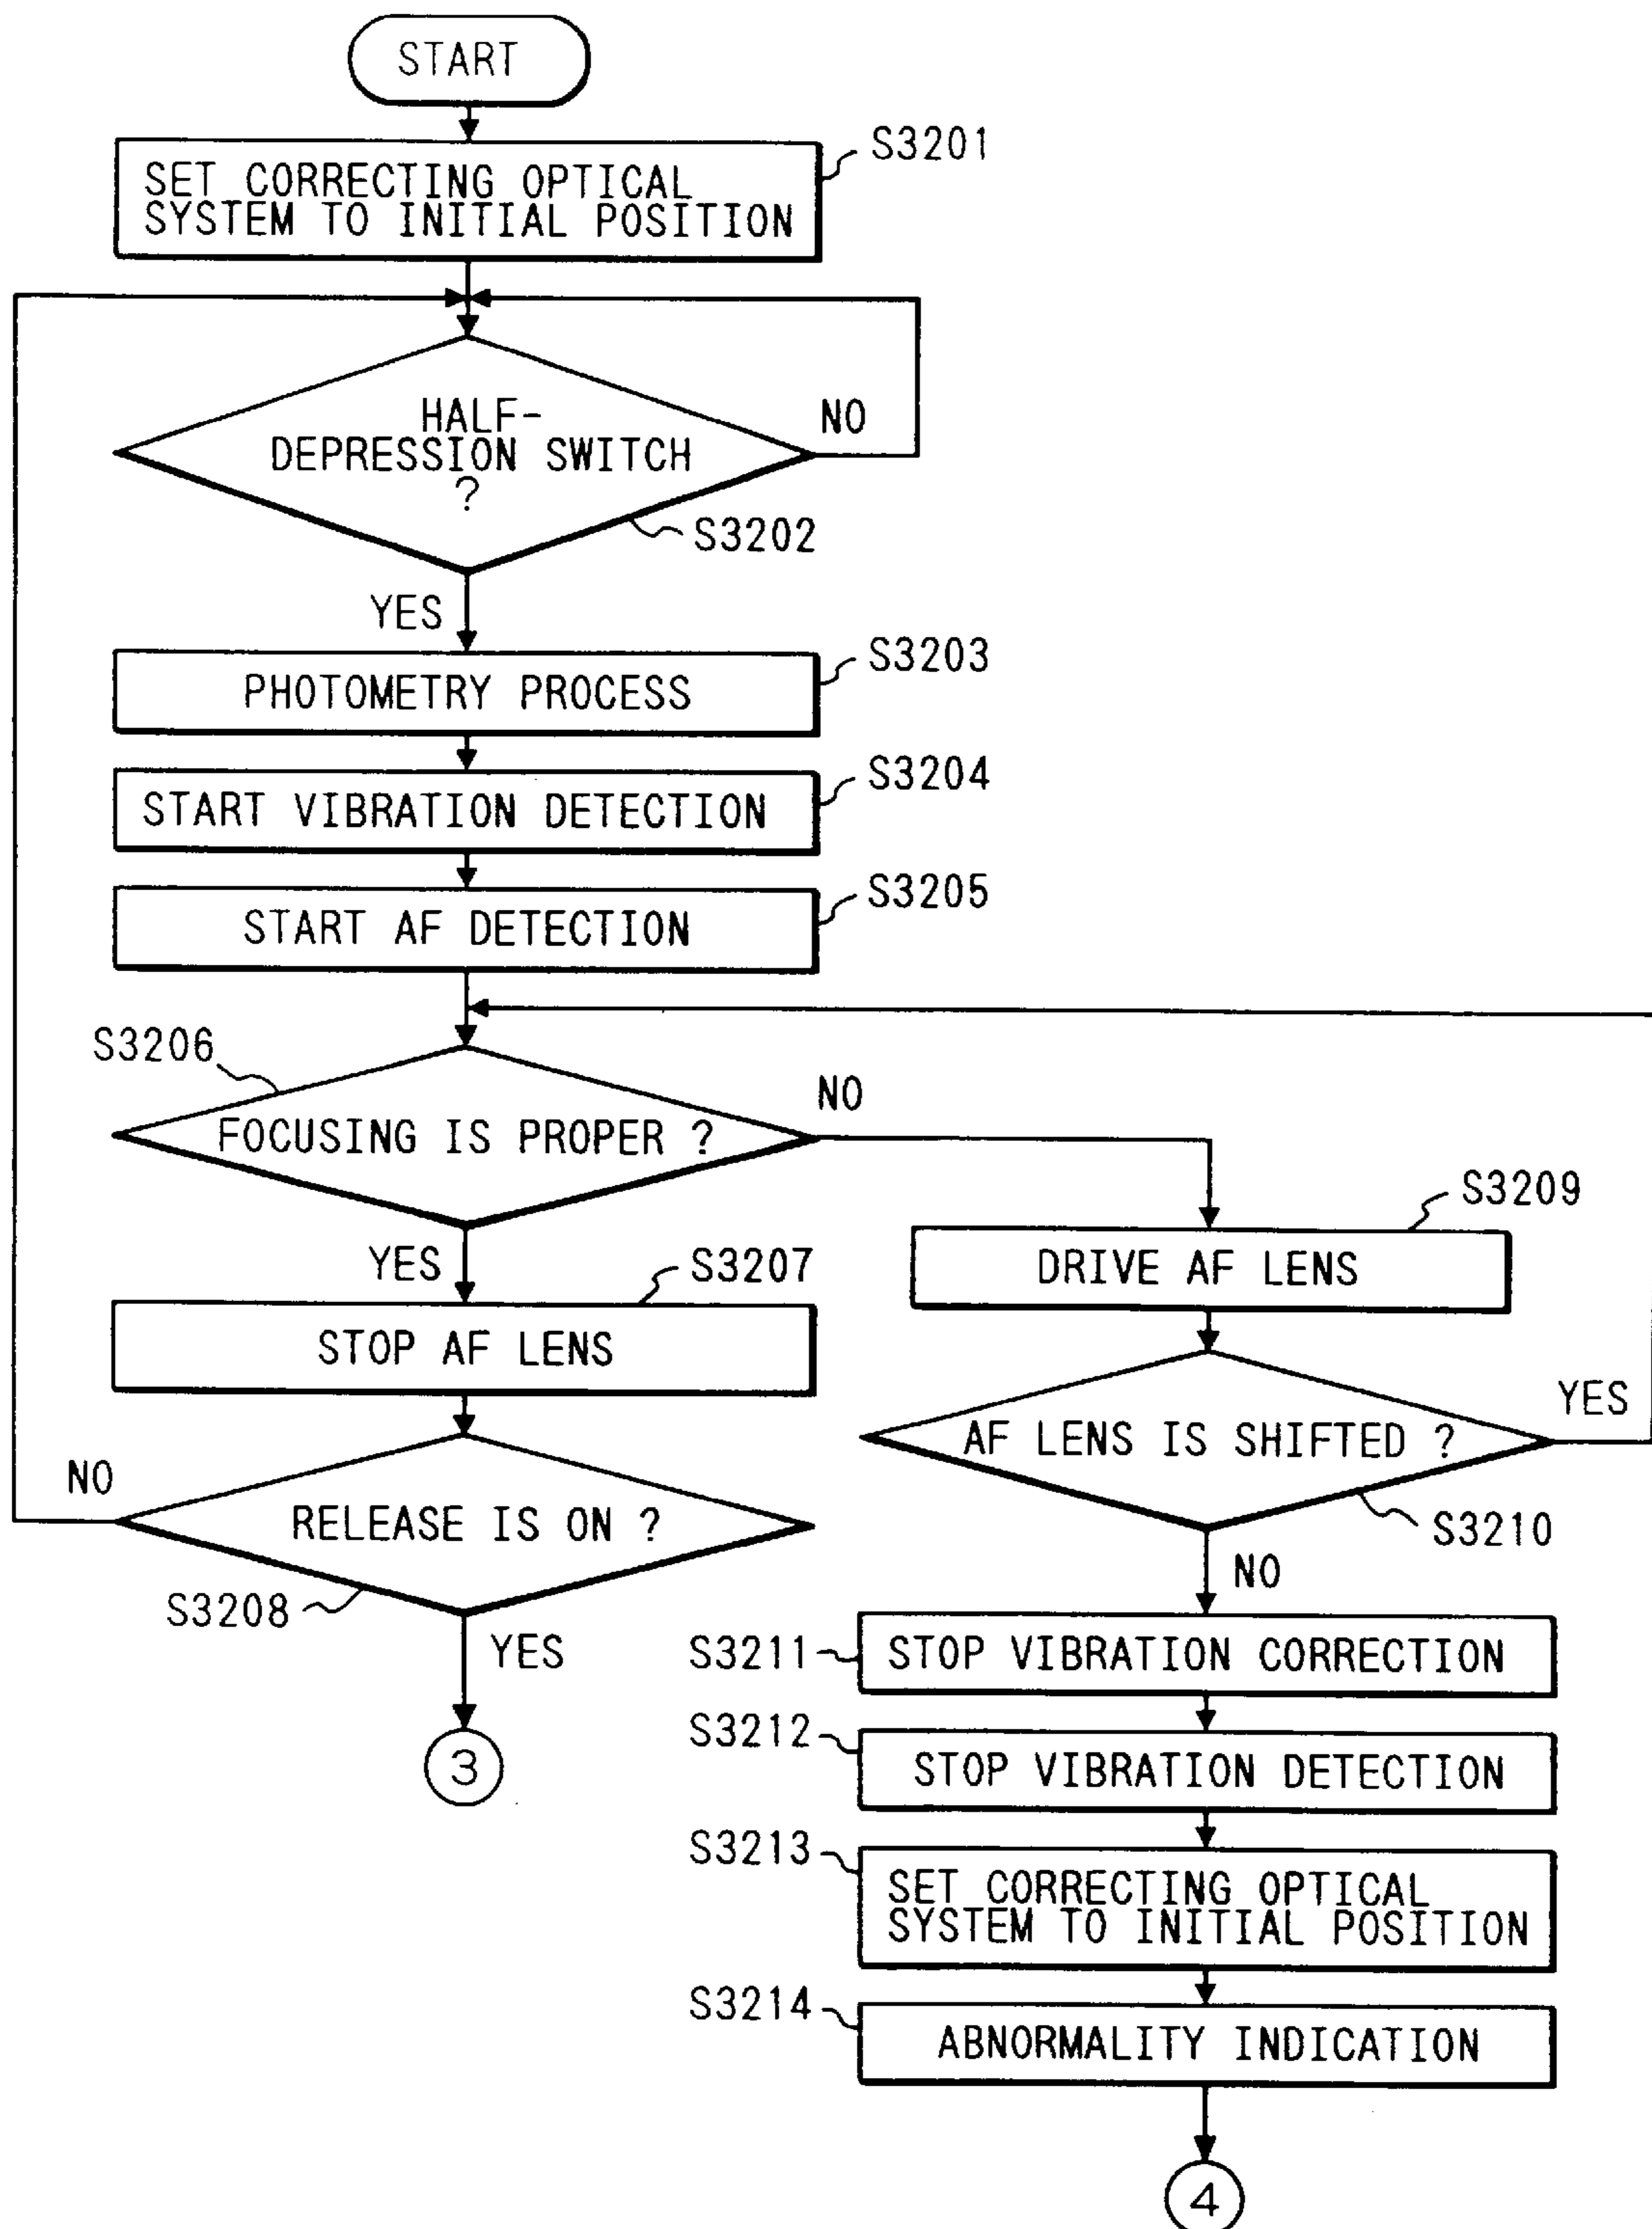 START
S3201
SET CORRECTING OPTICAL
SYSTEM TO INITIAL POSITION
HALF-
DEPRESSION SWITCH
?
NO
S3202
YES
S3203
PHOTOMETRY PROCESS
S3204
START VIBRATION DETECTION
S3205
START AF DETECTION
S3206
FOCUSING IS PROPER ?
NO
YES
S3207
STOP AF LENS
NO
RELEASE IS ON ?
S3208
YES
3
S3209
DRIVE AF LENS
AF LENS IS SHIFTED ?
YES
S3210
NO
S3211
STOP VIBRATION CORRECTION
S3212
STOP VIBRATION DETECTION
S3213
SET CORRECTING OPTICAL
SYSTEM TO INITIAL POSITION
S3214
ABNORMALITY INDICATION
4